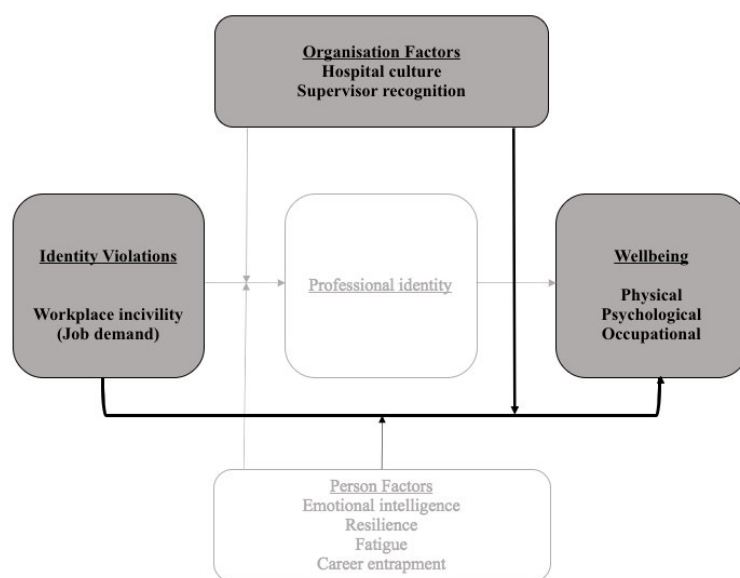 Organisation Factors
Hospital culture
Supervisor recognition
Identity Violations
Workplace incivility
(Job demand)
Professional identity
Wellbeing
Physical
Psychological
Occupational
Person Factors
Emotional intelligence
Resilience
Fatigue
Career entrapment